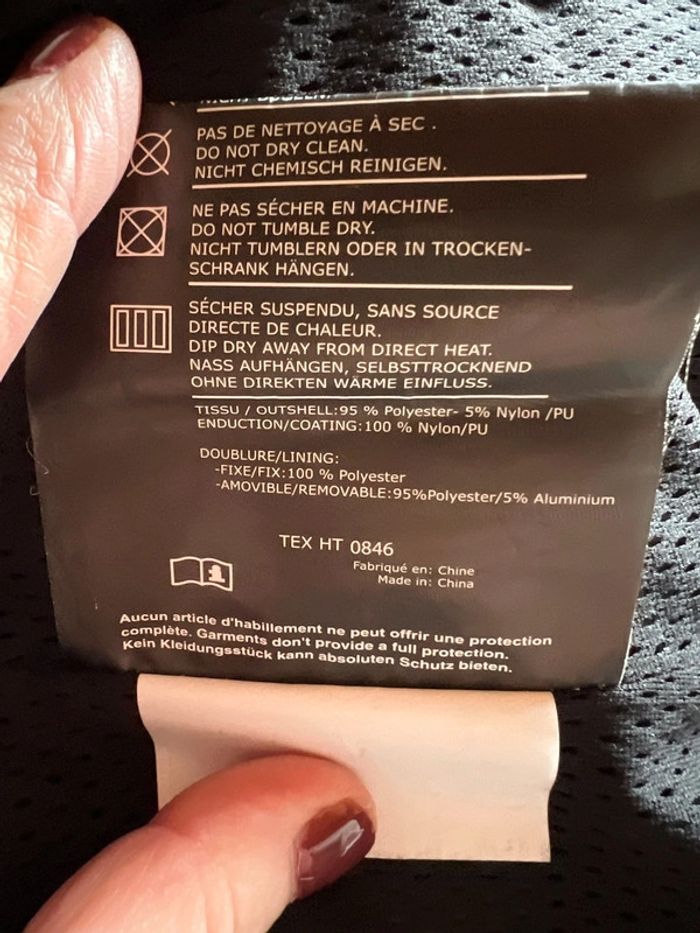 PAS DE NETTOYAGE À SEC .
DO NOT DRY CLEAN.
NICHT CHEMISCH REINIGEN.
NE PAS SÉCHER EN MACHINE.
DO NOT TUMBLE DRY.
NICHT TUMBLERN ODER IN TROCKEN-
SCHRANK HÄNGEN.
SÉCHER SUSPENDU, SANS SOURCE
DIRECTE DE CHALEUR.
DIP DRY AWAY FROM DIRECT HEAT.
NASS AUFHÄNGEN, SELBSTTROCKNEND
OHNE DIREKTEN WÄRME EINFLUSS.
TISSU / OUTSHELL:95 % Polyester- 5% Nylon /PU
ENDUCTION/COATING:100 % Nylon/PU
DOUBLURE/LINING:
-FIXE/FIX:100 % Polyester
-AMOVIBLE/REMOVABLE:95%Polyester/5% Aluminium
TEX HT 0846
Fabriqué en: Chine
Made in: China
Aucun article d'habillement ne peut offrir une protection
complète. Garments don't provide a full protection.
Kein Kleidungsstück kann absoluten Schutz bieten.